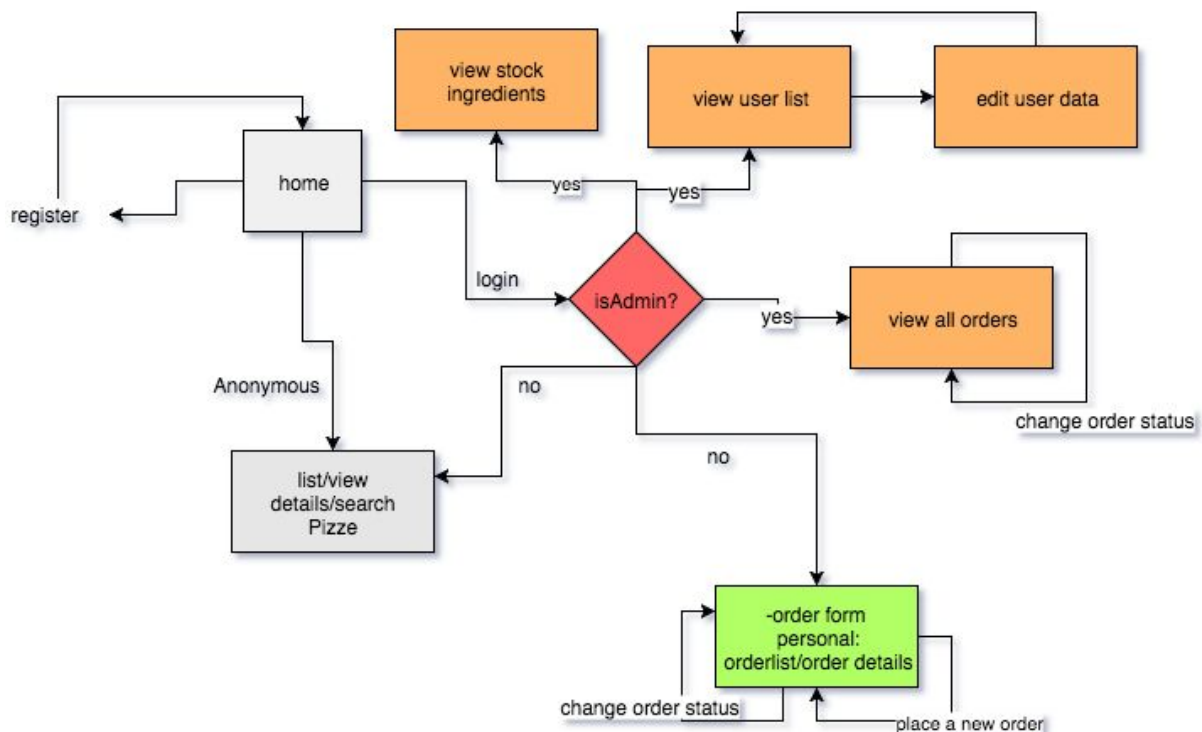 view stock
ingredients
view user list
edit user data
home
yes
yes
register
login
isAdmin?
yes
view all orders
Anonymous
no
change order status
no
list/view
details/search
Pizze
-order form
personal:
orderlist/order details
change order status
place a new order